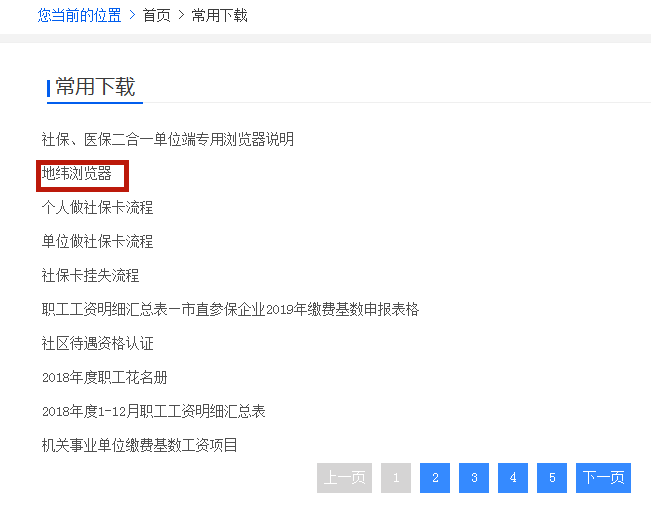 您当前的位置 > 首页 > 常用下载
常用下载
社保、医保二合一单位端专用浏览器说明
地纬浏览器
个人做社保卡流程
单位做社保卡流程
社保卡挂失流程
职工工资明细汇总表—市直参保企业2019年缴费基数申报表格
社区待遇资格认证
2018年度职工花名册
2018年度1-12月职工工资明细汇总表
机关事业单位缴费基数工资项目
上一页 1 2 3 4 5 下一页